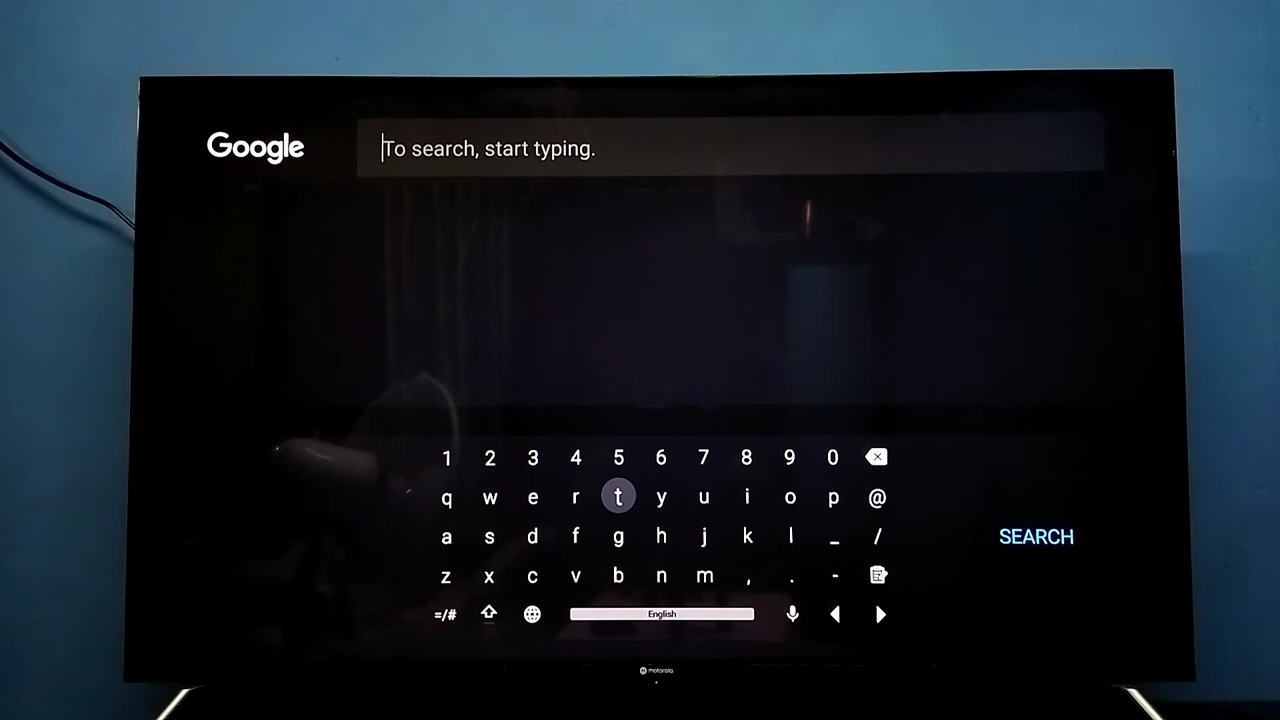 Google
To search, start typing.
1 2 3 4 5 6 7 8 9 0
q w e r t y u i o p @
a s d f g h j k l _ /
SEARCH
z x c v b n m , . -
=/# English
motorola